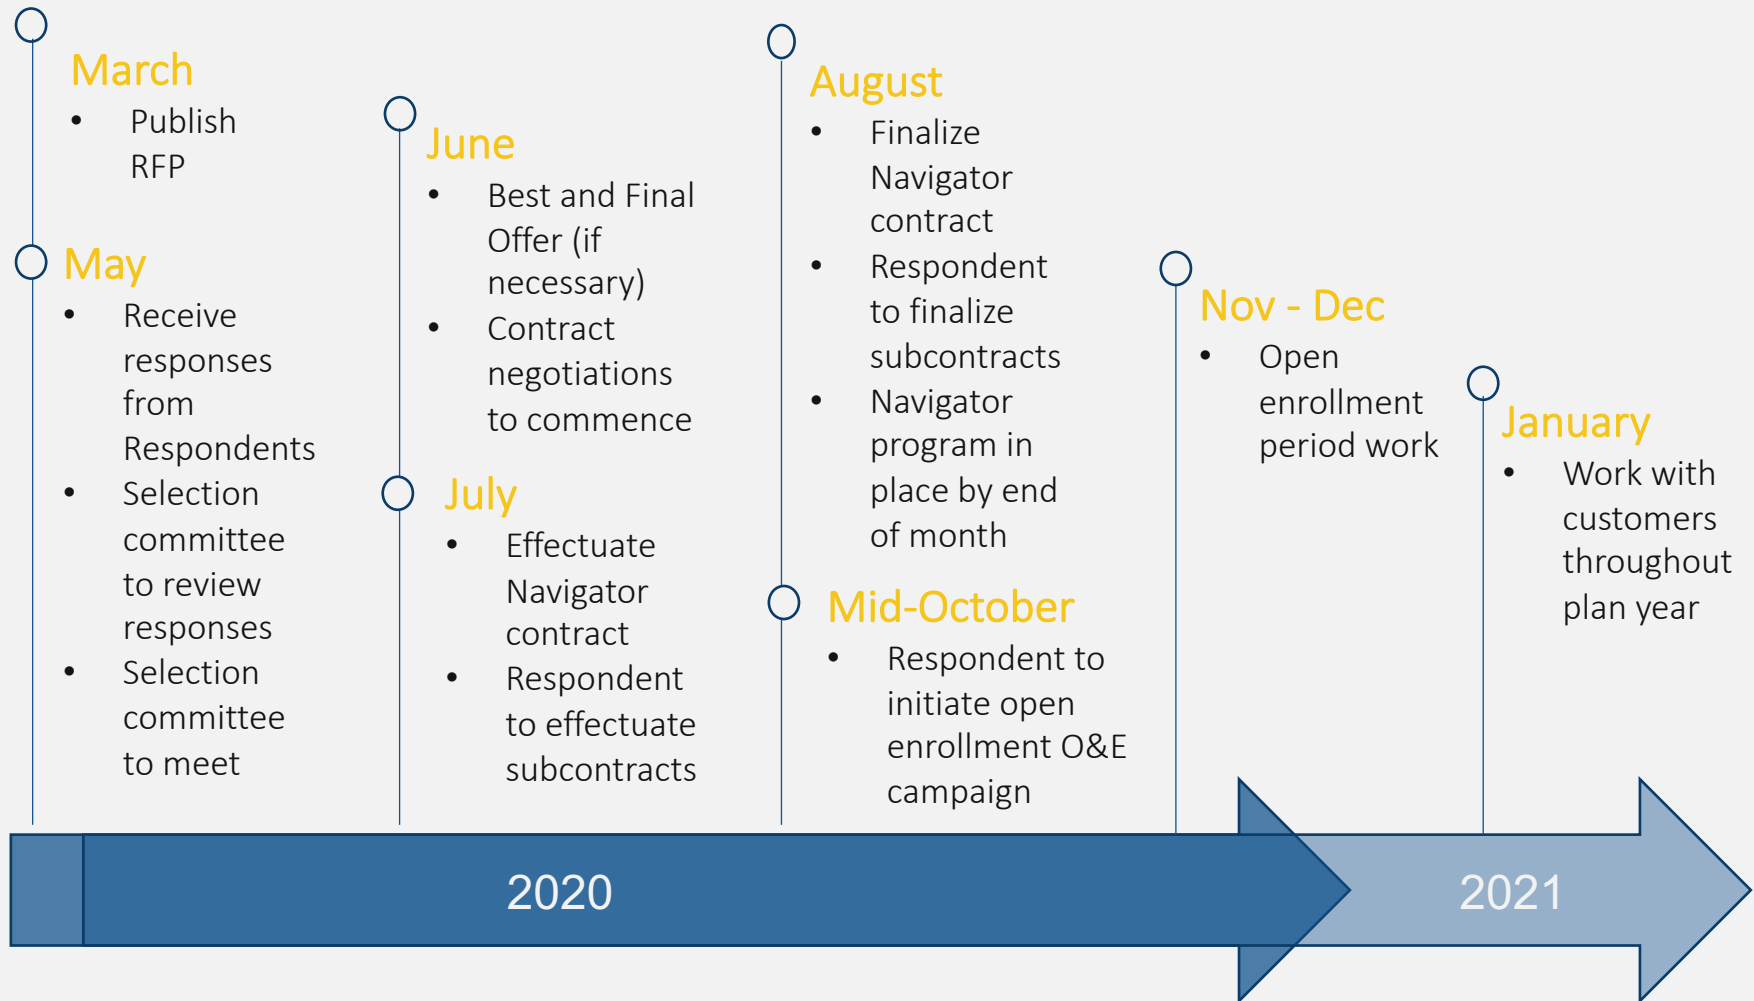 March
• Publish
RFP
May
• Receive
responses
from
Respondents
• Selection
committee
to review
responses
• Selection
committee
to meet
June
• Best and Final
Offer (if
necessary)
• Contract
negotiations
to commence
July
• Effectuate
Navigator
contract
• Respondent
to effectuate
subcontracts
August
• Finalize
Navigator
contract
• Respondent
to finalize
subcontracts
• Navigator
program in
place by end
of month
Mid-October
• Respondent to
initiate open
enrollment O&E
campaign
Nov - Dec
• Open
enrollment
period work
January
• Work with
customers
throughout
plan year
2020
2021